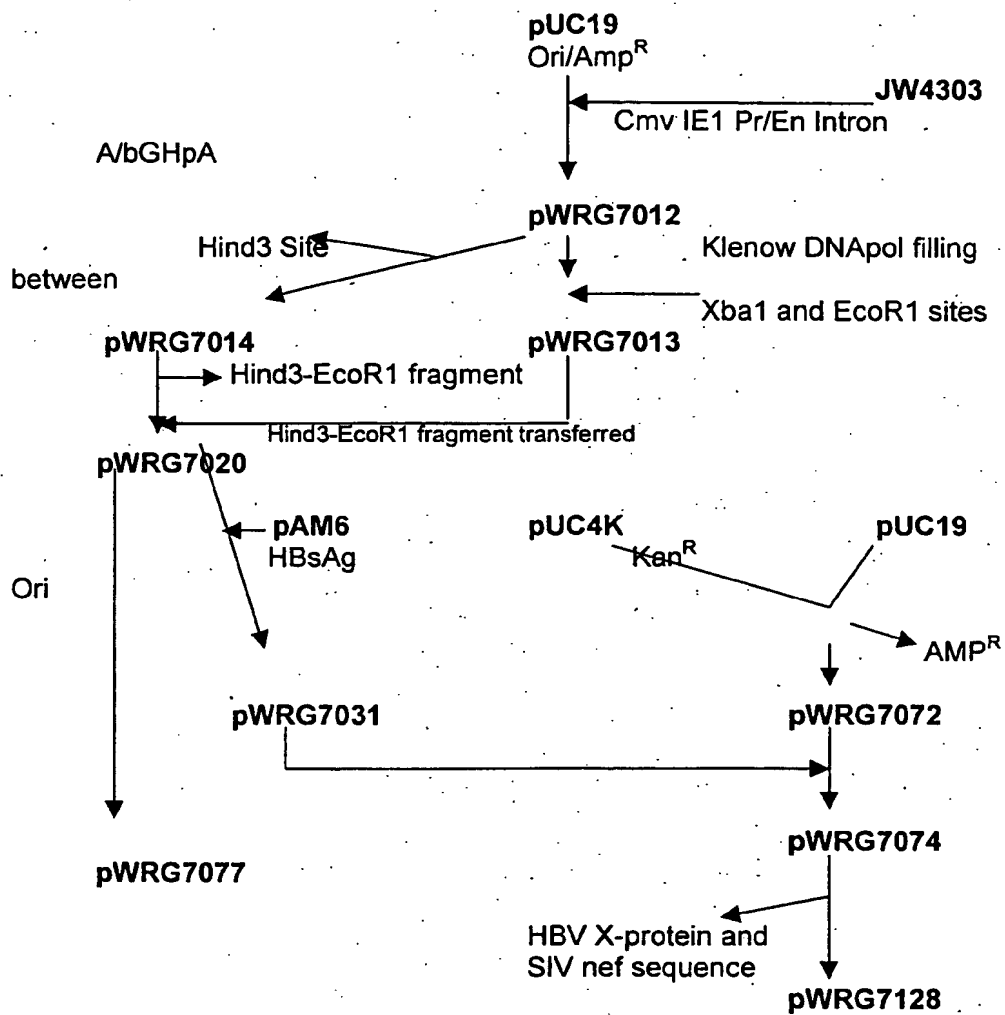 pUC19
Ori/Amp^R
JW4303
Cmv IE1 Pr/En Intron
A/bGHpA
pWRG7012
Hind3 Site
Klenow DNApol filling
between
Xba1 and EcoR1 sites
pWRG7014
pWRG7013
Hind3-EcoR1 fragment
Hind3-EcoR1 fragment transferred
pWRG7020
pAM6
pUC4K
pUC19
HBsAg
Kan^R
Ori
AMP^R
pWRG7031
pWRG7072
pWRG7074
pWRG7077
HBV X-protein and
SIV nef sequence
pWRG7128